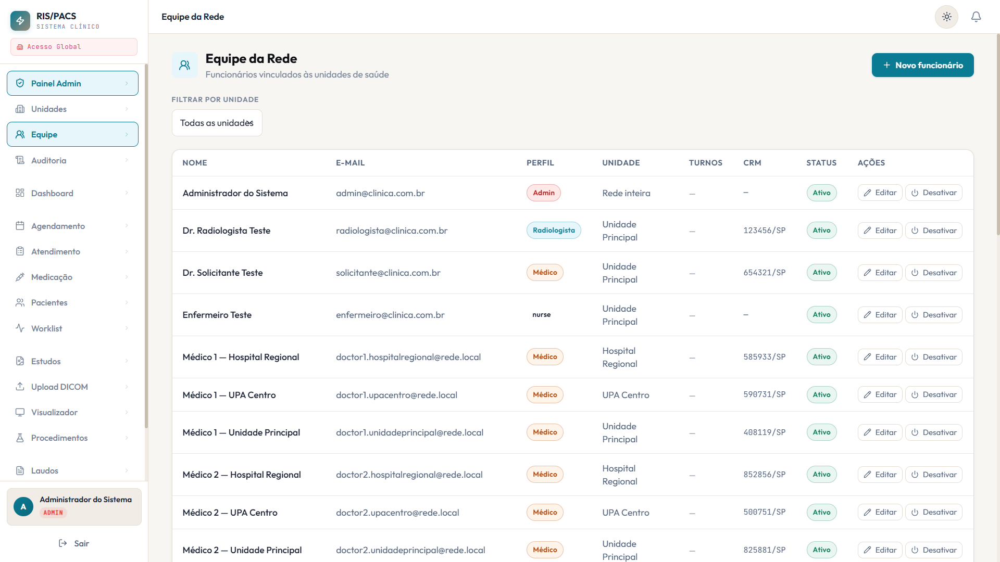 RIS/PACS
SISTEMA CLÍNICO
Acesso Global
Painel Admin
Unidades
Equipe
Auditoria
Dashboard
Agendamento
Atendimento
Medicação
Pacientes
Worklist
Estudos
Upload DICOM
Visualizador
Procedimentos
Laudos
A
Administrador do Sistema
ADMIN
Sair
Equipe da Rede
Equipe da Rede
Funcionários vinculados às unidades de saúde
+ Novo funcionário
FILTRAR POR UNIDADE
Todas as unidades
NOME E-MAIL PERFIL UNIDADE TURNOS CRM STATUS AÇÕES
Administrador do Sistema admin@clinica.com.br Admin Rede inteira — — Ativo Editar Desativar
Dr. Radiologista Teste radiologista@clinica.com.br Radiologista Unidade Principal — 123456/SP Ativo Editar Desativar
Dr. Solicitante Teste solicitante@clinica.com.br Médico Unidade Principal — 654321/SP Ativo Editar Desativar
Enfermeiro Teste enfermeiro@clinica.com.br nurse Unidade Principal — — Ativo Editar Desativar
Médico 1 — Hospital Regional doctor1.hospitalregional@rede.local Médico Hospital Regional — 585933/SP Ativo Editar Desativar
Médico 1 — UPA Centro doctor1.upacentro@rede.local Médico UPA Centro — 590731/SP Ativo Editar Desativar
Médico 1 — Unidade Principal doctor1.unidadeprincipal@rede.local Médico Unidade Principal — 408119/SP Ativo Editar Desativar
Médico 2 — Hospital Regional doctor2.hospitalregional@rede.local Médico Hospital Regional — 852856/SP Ativo Editar Desativar
Médico 2 — UPA Centro doctor2.upacentro@rede.local Médico UPA Centro — 500751/SP Ativo Editar Desativar
Médico 2 — Unidade Principal doctor2.unidadeprincipal@rede.local Médico Unidade Principal — 825881/SP Ativo Editar Desativar